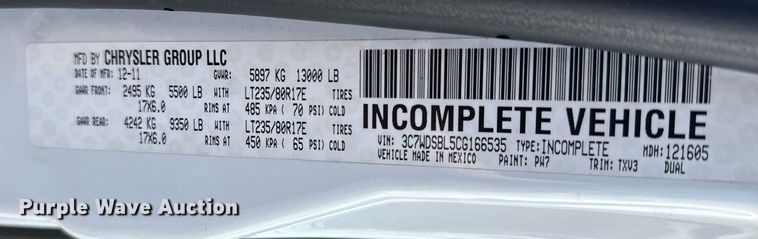 MFD BY CHRYSLER GROUP LLC
DATE OF MFR: 12-11 GVWR: 5897 KG 13000 LB
GAWR FRONT: 2495 KG 5500 LB WITH LT235/80R17E TIRES
17X6.0 RIMS AT 485 KPA ( 70 PSI) COLD
GAWR REAR: 4242 KG 9350 LB WITH LT235/80R17E TIRES
17X6.0 RIMS AT 450 KPA ( 65 PSI) COLD
INCOMPLETE VEHICLE
VIN: 3C7WDSBL5CG166535 TYPE: INCOMPLETE MDH: 121605
VEHICLE MADE IN MEXICO PAINT: PW7 TRIM: TXV3 DUAL
Purple Wave Auction